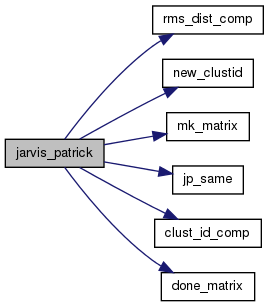 rms_dist_comp
new_clustid
mk_matrix
jarvis_patrick
jp_same
clust_id_comp
done_matrix